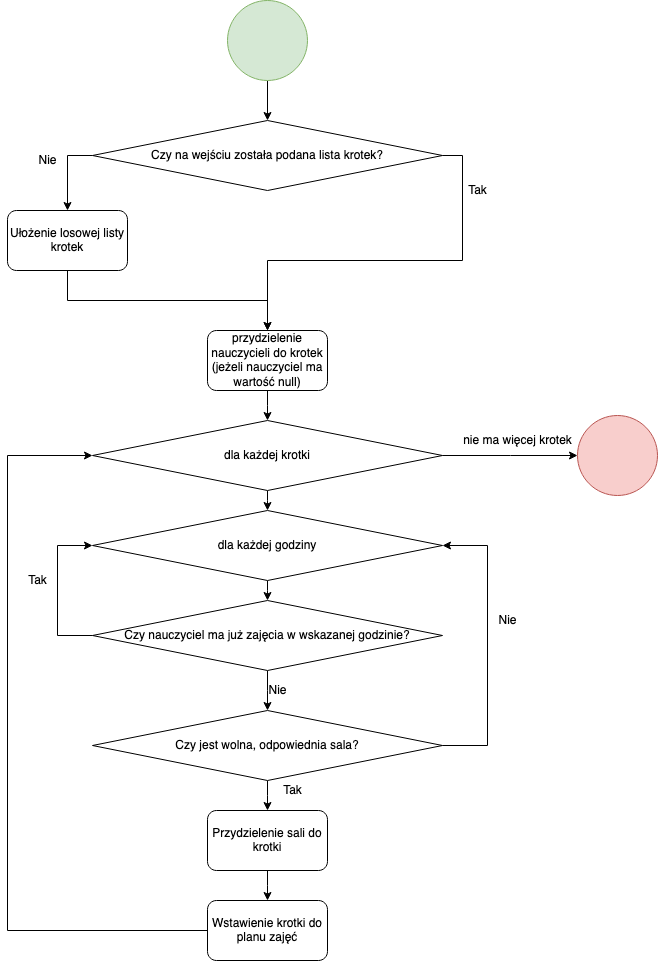 Czy na wejściu została podana lista krotek?
Nie
Tak
Ułożenie losowej listy
krotek
przydzielenie
nauczycieli do krotek
(jeżeli nauczyciel ma
wartość null)
nie ma więcej krotek
dla każdej krotki
dla każdej godziny
Tak
Nie
Czy nauczyciel ma już zajęcia w wskazanej godzinie?
Nie
Czy jest wolna, odpowiednia sala?
Tak
Przydzielenie sali do
krotki
Wstawienie krotki do
planu zajęć